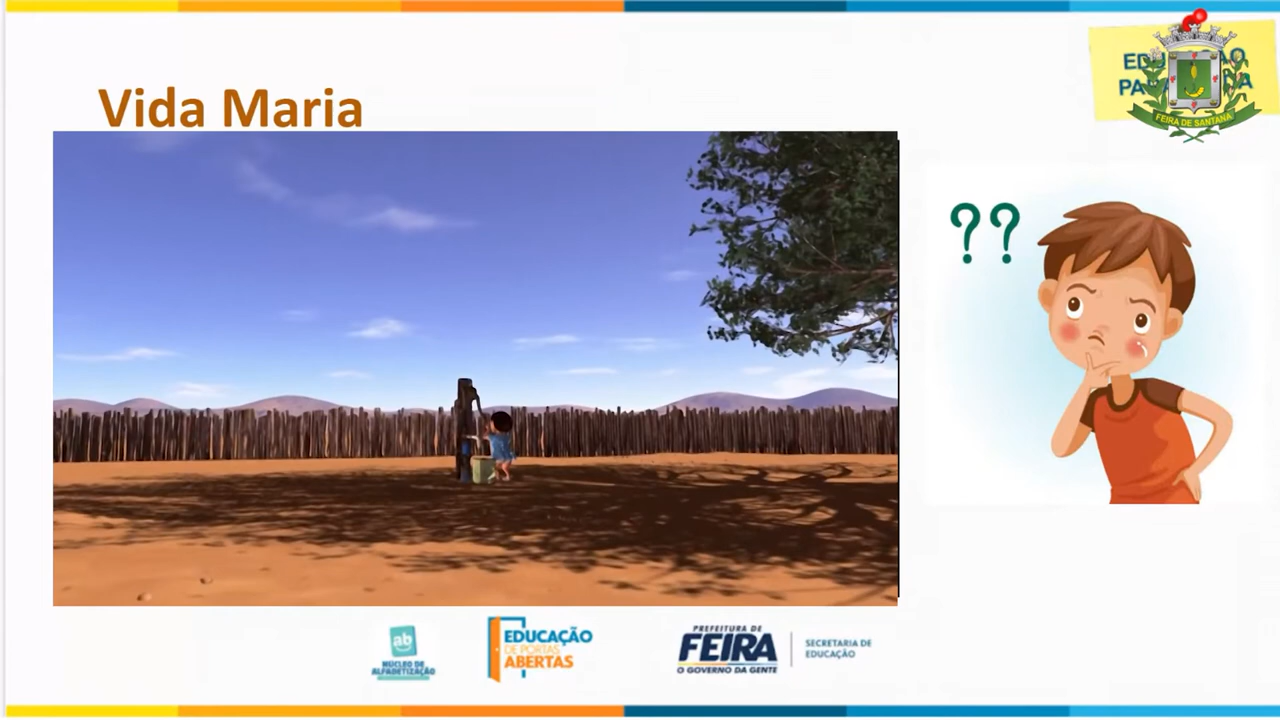 Vida Maria
FEIRA DE SANTANA
??
ab
NÚCLEO DE
ALFABETIZAÇÃO
EDUCAÇÃO
DE PORTAS
ABERTAS
PREFEITURA DE
FEIRA
O GOVERNO DA GENTE
SECRETARIA DE
EDUCAÇÃO